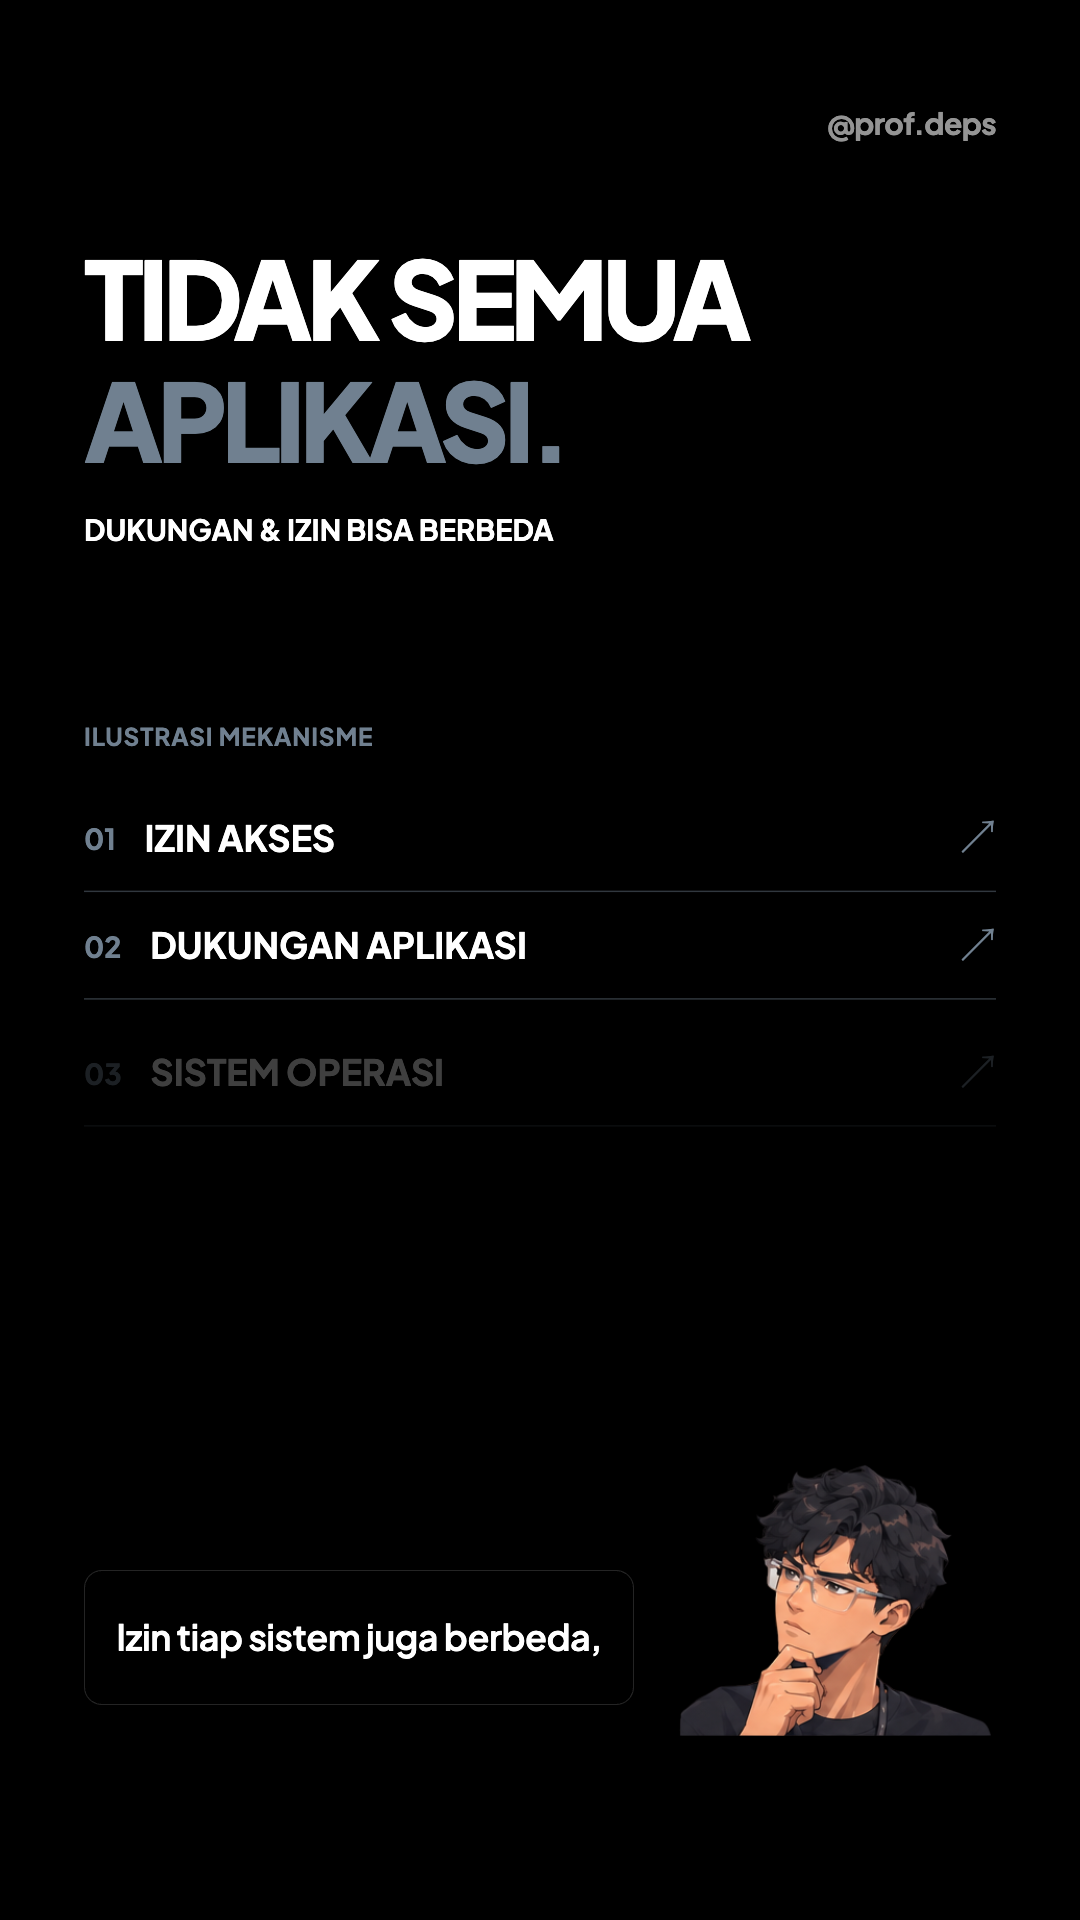 @prof.deps
TIDAK SEMUA
APLIKASI.
DUKUNGAN & IZIN BISA BERBEDA
ILUSTRASI MEKANISME
01 IZIN AKSES
02 DUKUNGAN APLIKASI
03 SISTEM OPERASI
Izin tiap sistem juga berbeda,